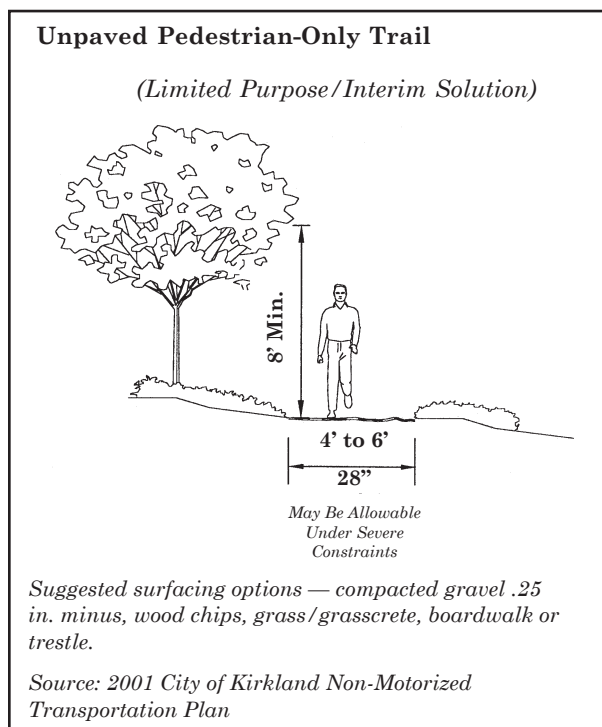 Unpaved Pedestrian-Only Trail
(Limited Purpose/Interim Solution)
8’ Min.
4’ to 6’
28”
May Be Allowable
Under Severe
Constraints
Suggested surfacing options — compacted gravel .25
in. minus, wood chips, grass/grasscrete, boardwalk or
trestle.
Source: 2001 City of Kirkland Non-Motorized
Transportation Plan